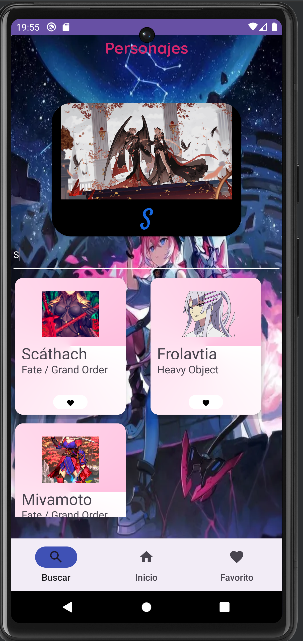 19:55
Personajes
S
S
Scáthach
Fate / Grand Order
Frolavtia
Heavy Object
Miyamoto
Fate / Grand Order
Buscar
Inicio
Favorito